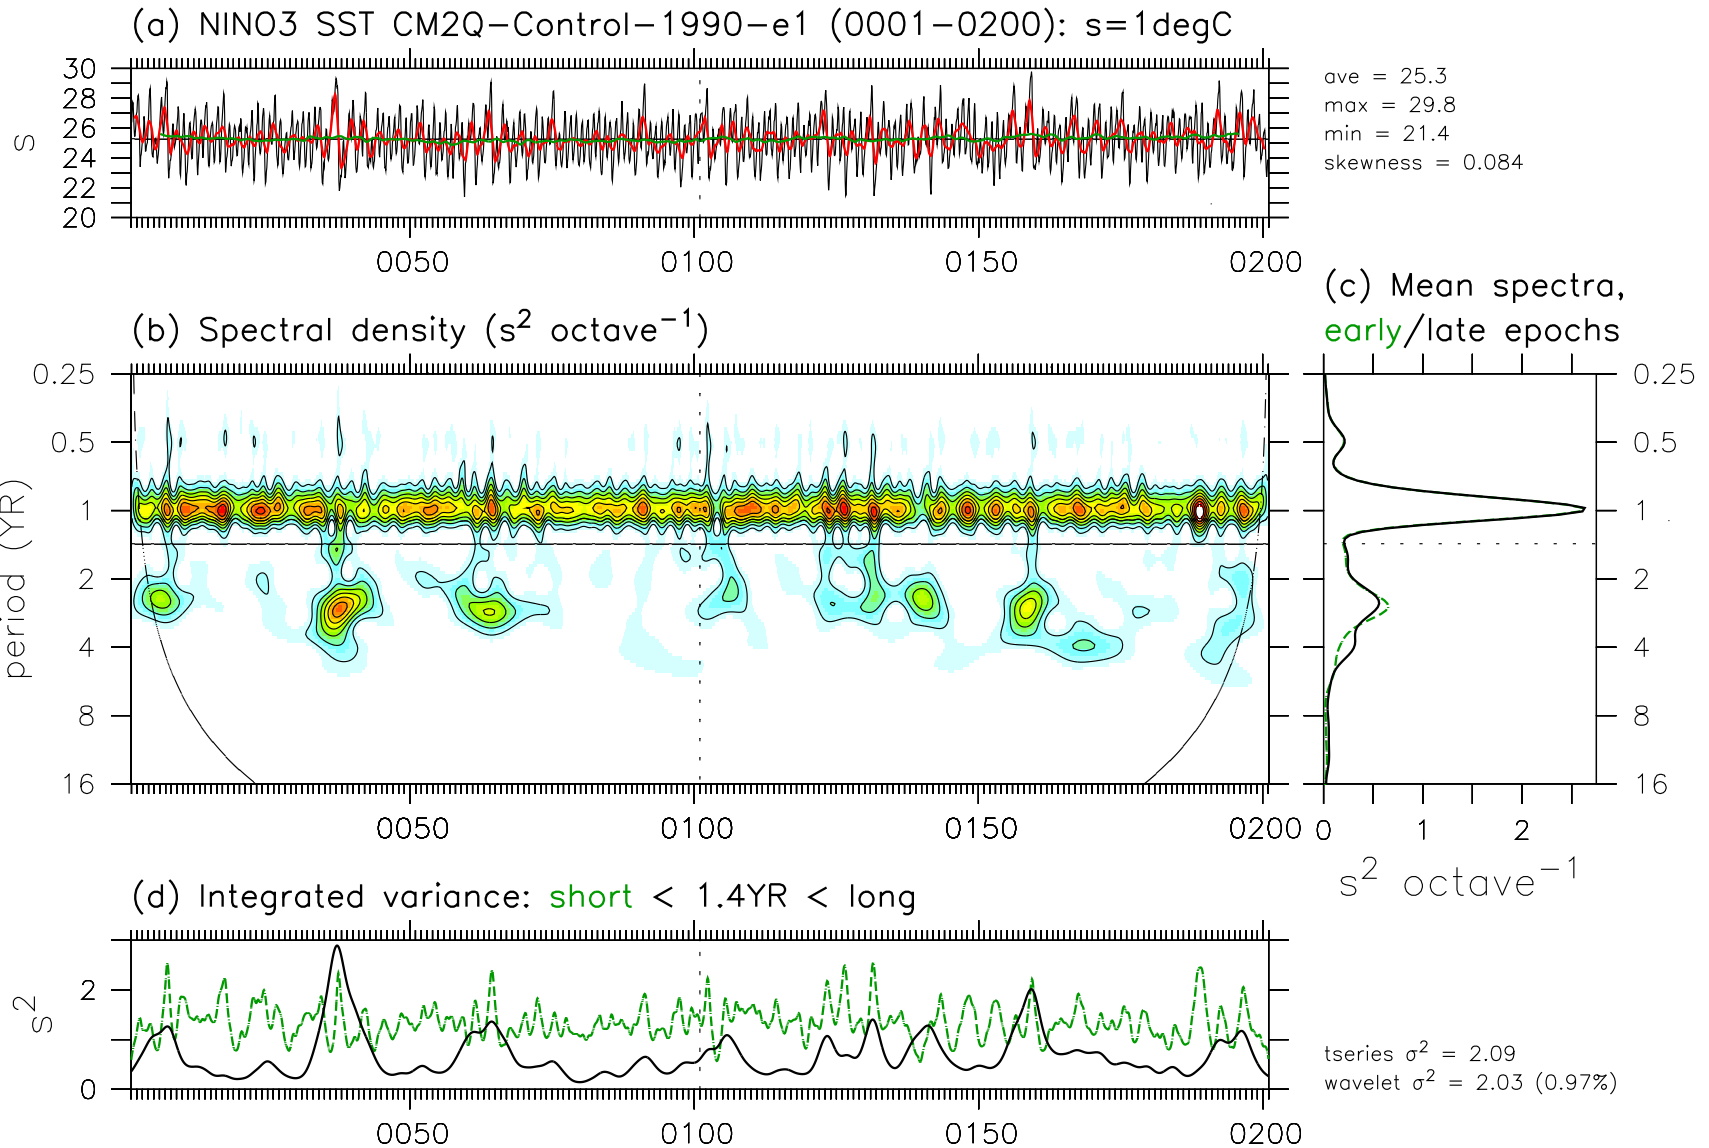 (a) NINO3 SST CM2Q-Control-1990-e1 (0001-0200): s=1degC
30
28
26
24
22
20
s
0050 0100 0150 0200
ave = 25.3
max = 29.8
min = 21.4
skewness = 0.084
(b) Spectral density (s² octave⁻¹)
0.25
0.5
1
2
4
8
16
period (YR)
0050 0100 0150 0200
(c) Mean spectra,
early/late epochs
0.25
0.5
1
2
4
8
16
0 1 2
s² octave⁻¹
(d) Integrated variance: short < 1.4YR < long
2
0
s²
0050 0100 0150 0200
tseries σ² = 2.09
wavelet σ² = 2.03 (0.97%)